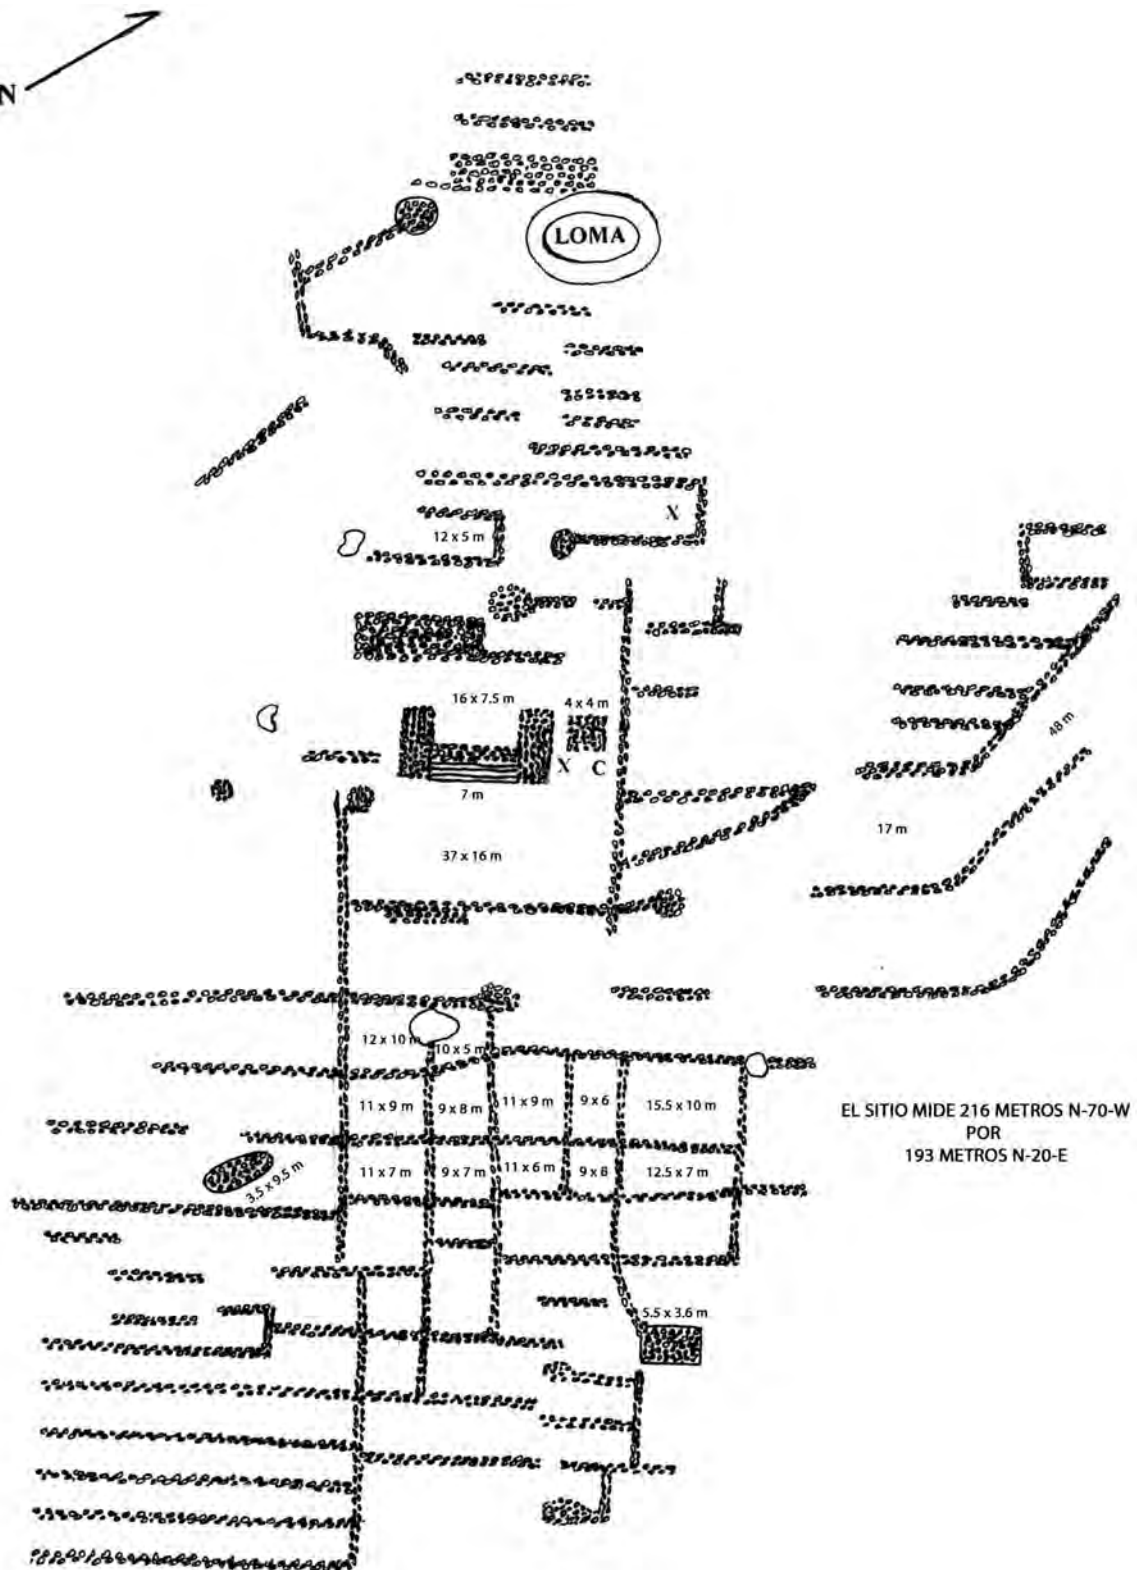 N
LOMA
X
12 x 5 m
16 x 7.5 m
4 x 4 m
48 m
X C
7 m
17 m
37 x 16 m
12 x 10 m
10 x 5 m
11 x 9 m
9 x 8 m
11 x 9 m
9 x 6
15.5 x 10 m
EL SITIO MIDE 216 METROS N-70-W
POR
193 METROS N-20-E
3.5 x 9.5 m
11 x 7 m
9 x 7 m
11 x 6 m
9 x 8
12.5 x 7 m
5.5 x 3.6 m